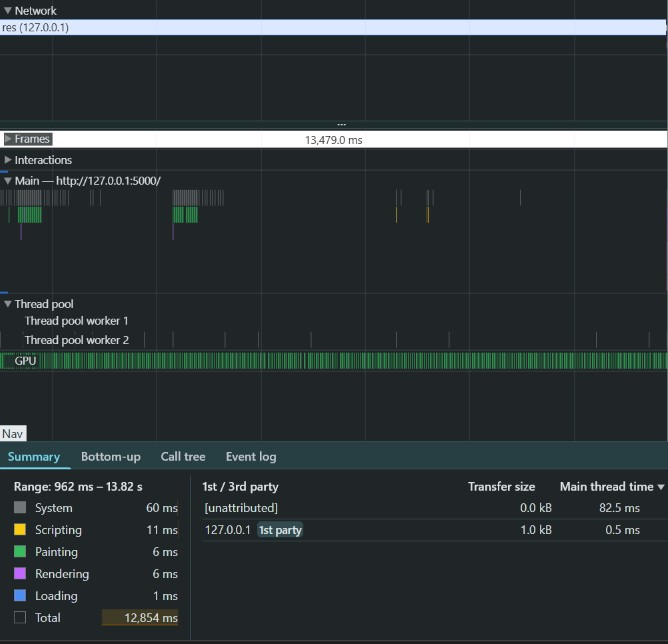 Network
res (127.0.0.1)
...
Frames 13,479.0 ms
Interactions
Main — http://127.0.0.1:5000/
Thread pool
Thread pool worker 1
Thread pool worker 2
GPU
Nav
Summary Bottom-up Call tree Event log
Range: 962 ms – 13.82 s
System 60 ms
Scripting 11 ms
Painting 6 ms
Rendering 6 ms
Loading 1 ms
Total 12,854 ms
1st / 3rd party Transfer size Main thread time
[unattributed] 0.0 kB 82.5 ms
127.0.0.1 1st party 1.0 kB 0.5 ms